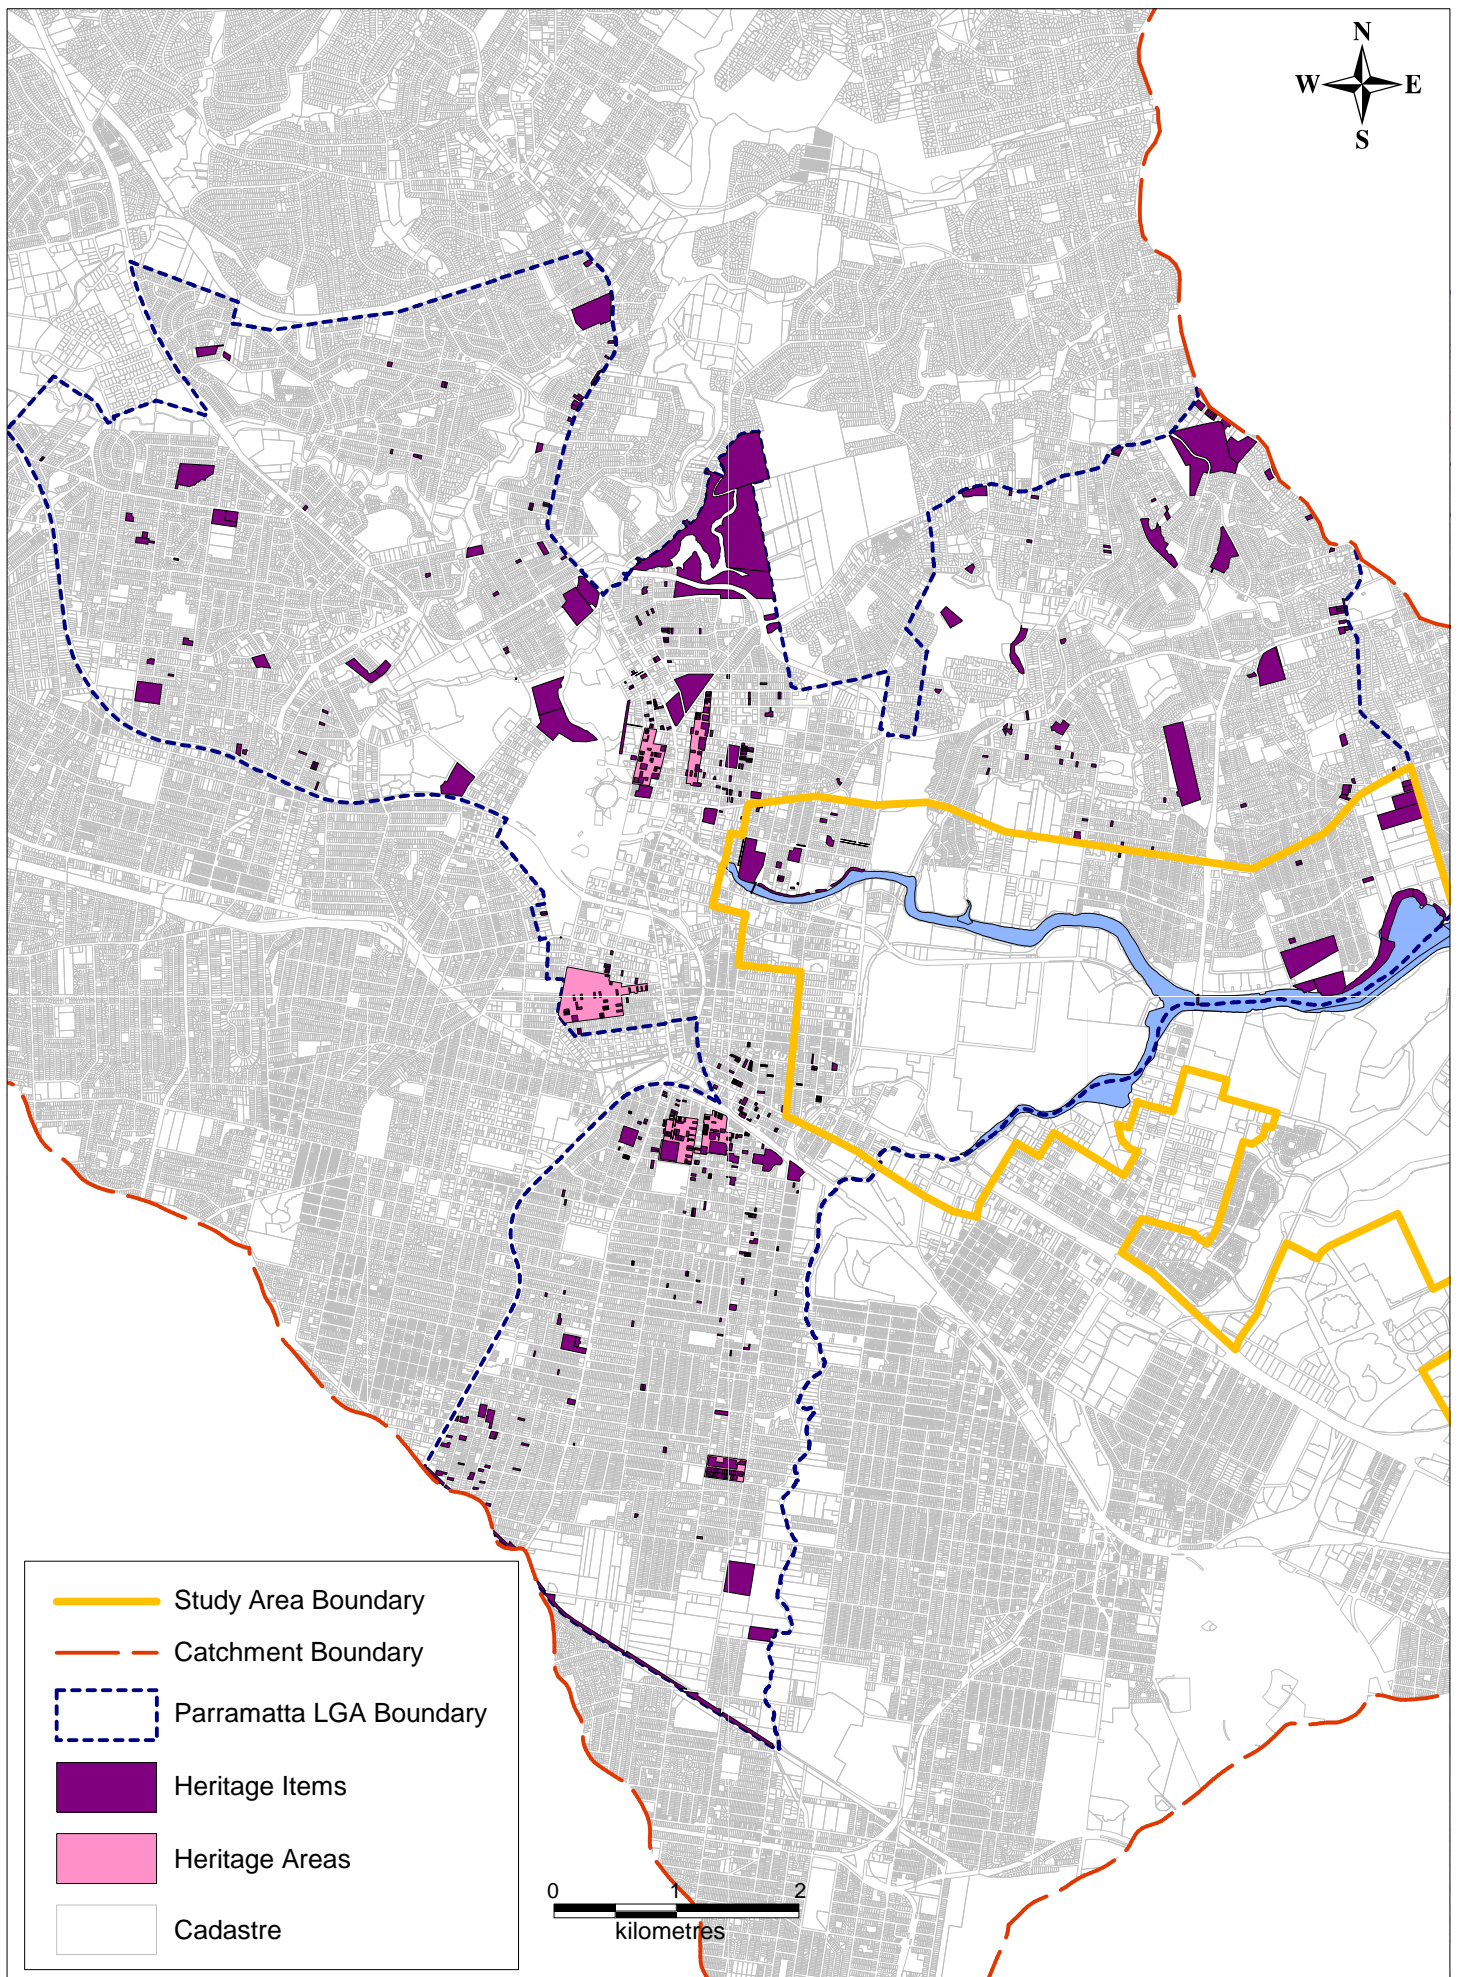 N
W E
S
Study Area Boundary
Catchment Boundary
Parramatta LGA Boundary
Heritage Items
Heritage Areas
Cadastre
0 1 2
kilometres